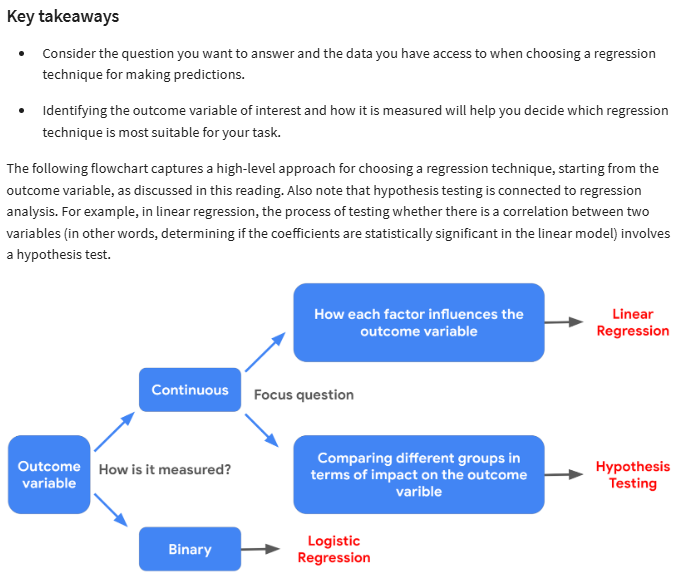 Key takeaways
• Consider the question you want to answer and the data you have access to when choosing a regression
technique for making predictions.
• Identifying the outcome variable of interest and how it is measured will help you decide which regression
technique is most suitable for your task.
The following flowchart captures a high-level approach for choosing a regression technique, starting from the
outcome variable, as discussed in this reading. Also note that hypothesis testing is connected to regression
analysis. For example, in linear regression, the process of testing whether there is a correlation between two
variables (in other words, determining if the coefficients are statistically significant in the linear model) involves
a hypothesis test.
How each factor influences the
outcome variable
Linear
Regression
Continuous
Focus question
Outcome
variable
How is it measured?
Comparing different groups in
terms of impact on the outcome
varible
Hypothesis
Testing
Binary
Logistic
Regression